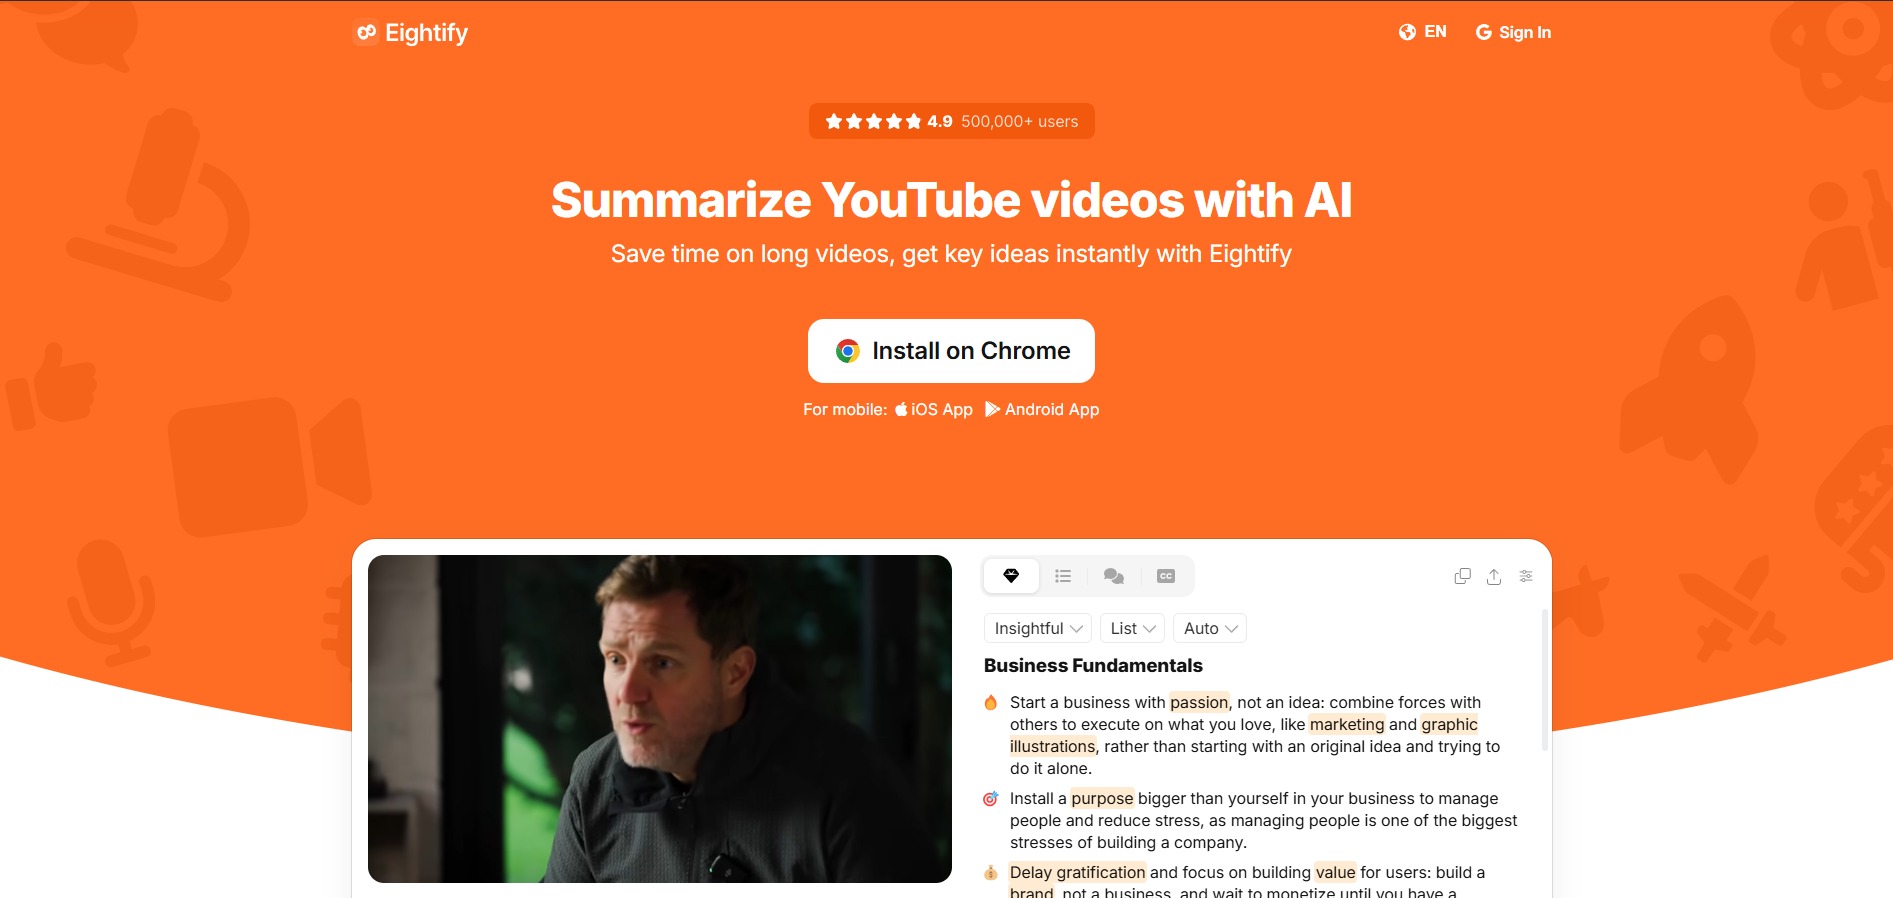 Eightify
EN
Sign In
4.9 500,000+ users
Summarize YouTube videos with AI
Save time on long videos, get key ideas instantly with Eightify
Install on Chrome
For mobile: iOS App Android App
CC
Insightful List Auto
Business Fundamentals
Start a business with passion, not an idea: combine forces with
others to execute on what you love, like marketing and graphic
illustrations, rather than starting with an original idea and trying to
do it alone.
Install a purpose bigger than yourself in your business to manage
people and reduce stress, as managing people is one of the biggest
stresses of building a company.
Delay gratification and focus on building value for users: build a
brand, not a business, and wait to monetize until you have a